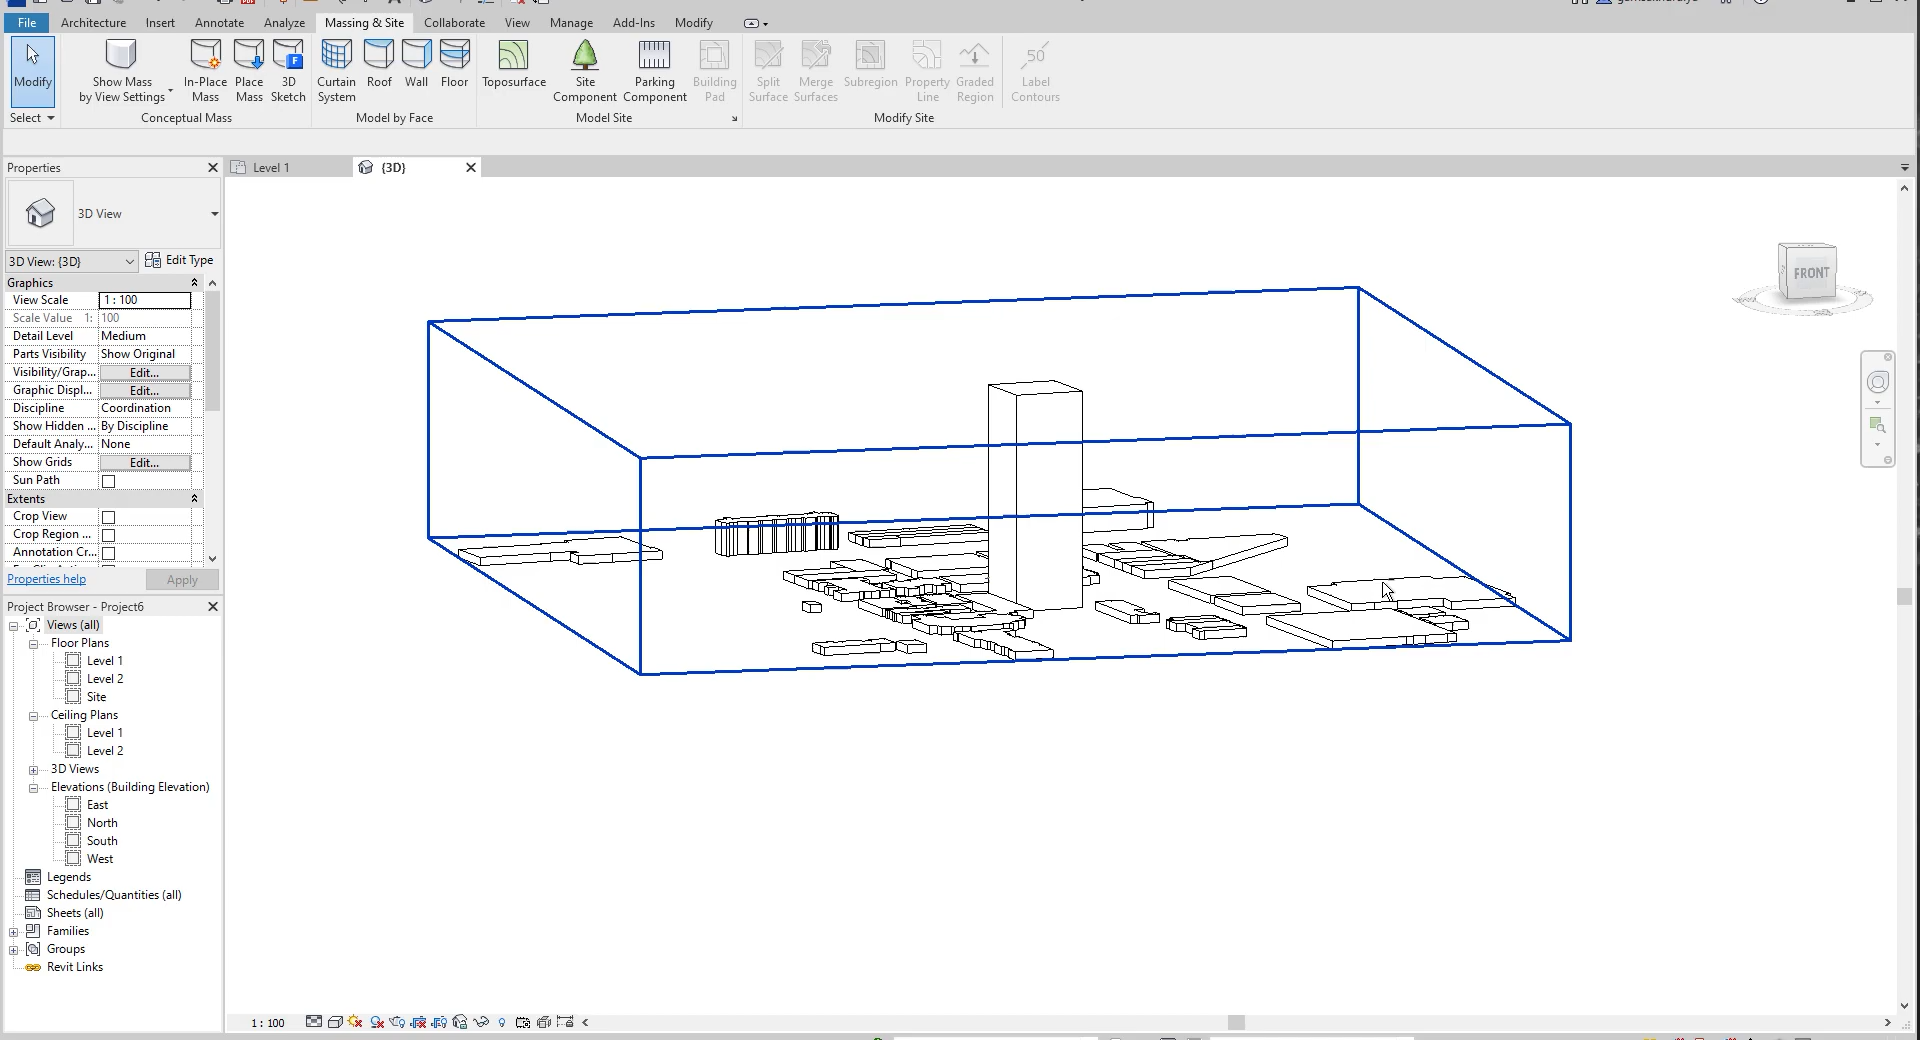 File Architecture Insert Annotate Analyze Massing & Site Collaborate View Manage Add-Ins Modify
Modify
Show Mass
by View Settings
In-Place
Mass
Place
Mass
3D
Sketch
Curtain
System
Roof
Wall
Floor
Toposurface
Site
Component
Parking
Component
Building
Pad
Split
Surface
Merge
Surfaces
Subregion
Property
Line
Graded
Region
50
Label
Contours
Select
Conceptual Mass
Model by Face
Model Site
Modify Site
Properties
Level 1
{3D}
3D View
3D View: {3D}
Edit Type
Graphics
View Scale 1 : 100
Scale Value 1: 100
Detail Level Medium
Parts Visibility Show Original
Visibility/Grap... Edit...
Graphic Displ... Edit...
Discipline Coordination
Show Hidden ... By Discipline
Default Analy... None
Show Grids Edit...
Sun Path
Extents
Crop View
Crop Region ...
Annotation Cr...
Properties help
Apply
Project Browser - Project6
Views (all)
Floor Plans
Level 1
Level 2
Site
Ceiling Plans
Level 1
Level 2
3D Views
Elevations (Building Elevation)
East
North
South
West
Legends
Schedules/Quantities (all)
Sheets (all)
Families
Groups
Revit Links
FRONT
1 : 100